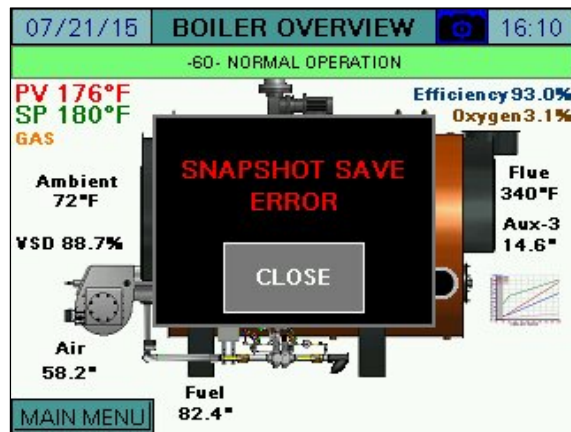 07/21/15 BOILER OVERVIEW 16:10
-60- NORMAL OPERATION
PV 176°F
SP 180°F
GAS
Efficiency 93.0%
Oxygen 3.1%
SNAPSHOT SAVE
ERROR
CLOSE
Ambient
72°F
VSD 88.7%
Flue
340°F
Aux-3
14.6"
Air
58.2"
Fuel
82.4"
MAIN MENU